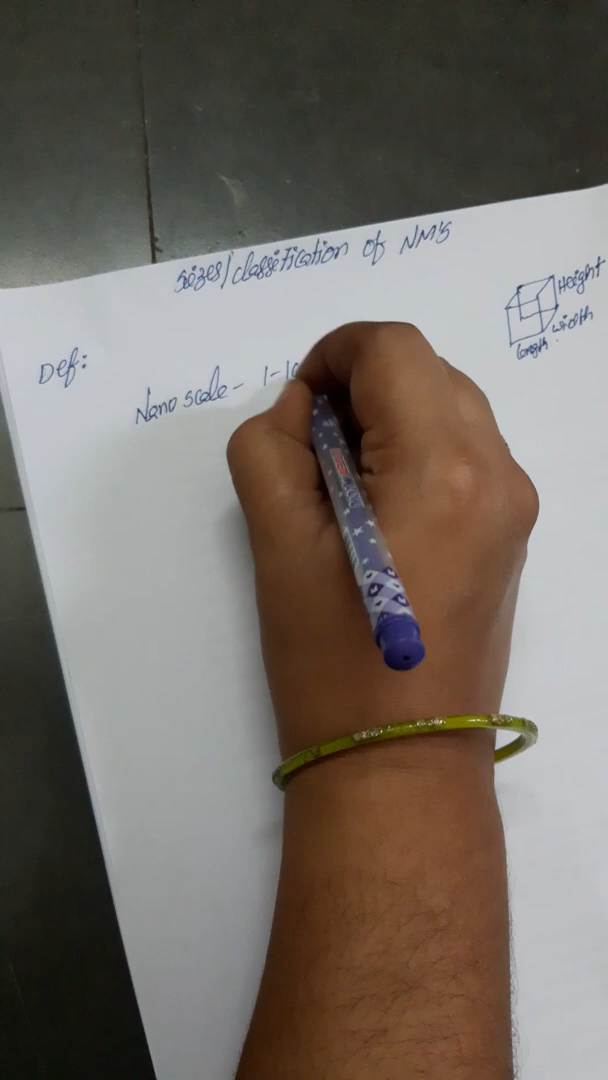 Sizes/classification of NM's
Height
width
length.
Def:
Nano scale - 1-10